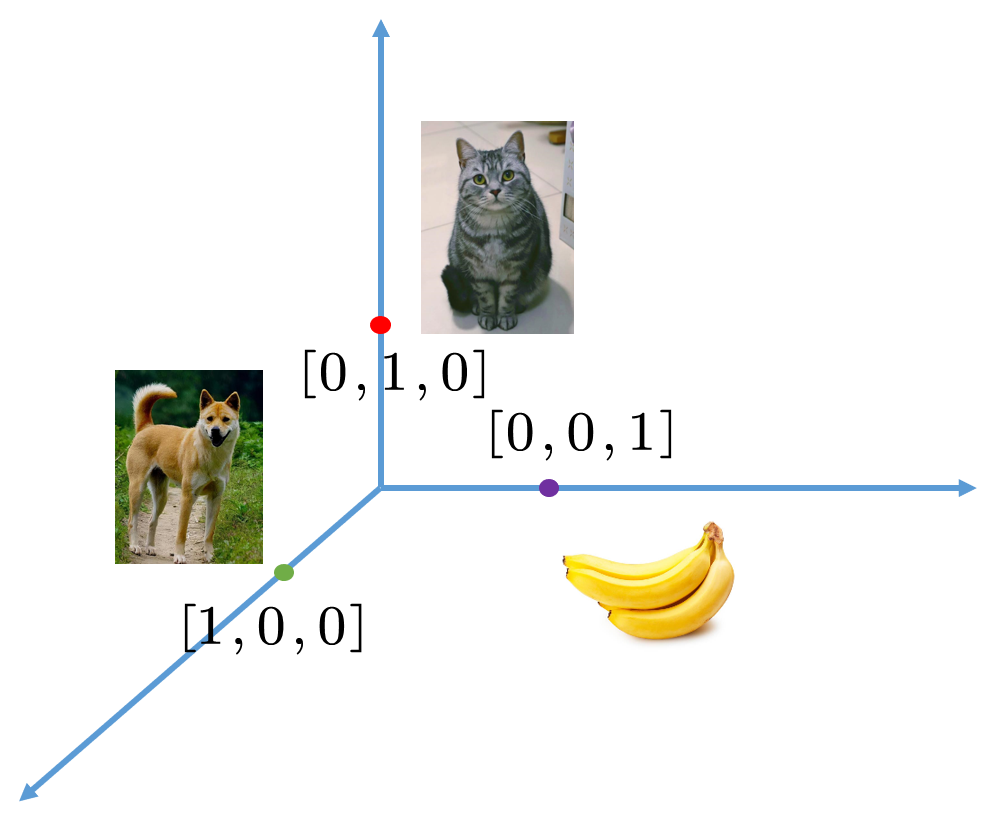 [0, 1, 0]
[0, 0, 1]
[1, 0, 0]